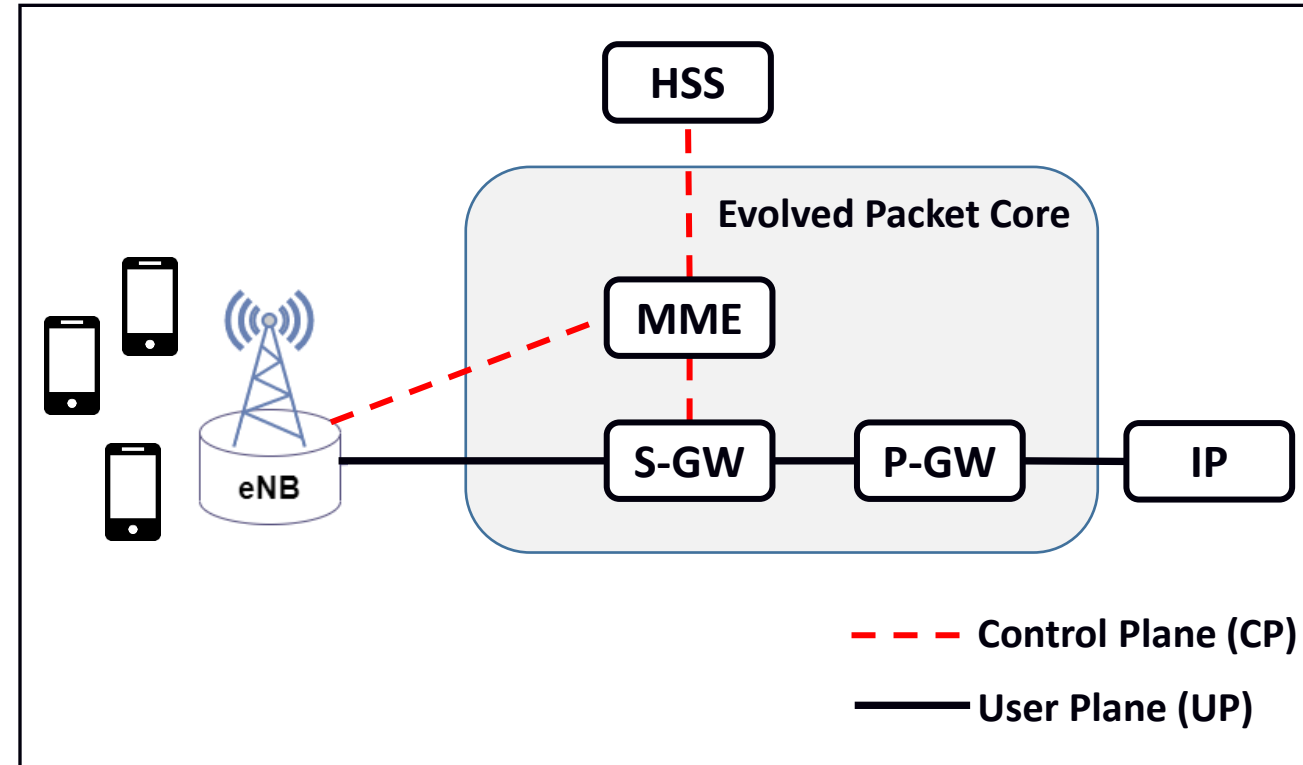 HSS
Evolved Packet Core
MME
eNB
S-GW
P-GW
IP
Control Plane (CP)
User Plane (UP)